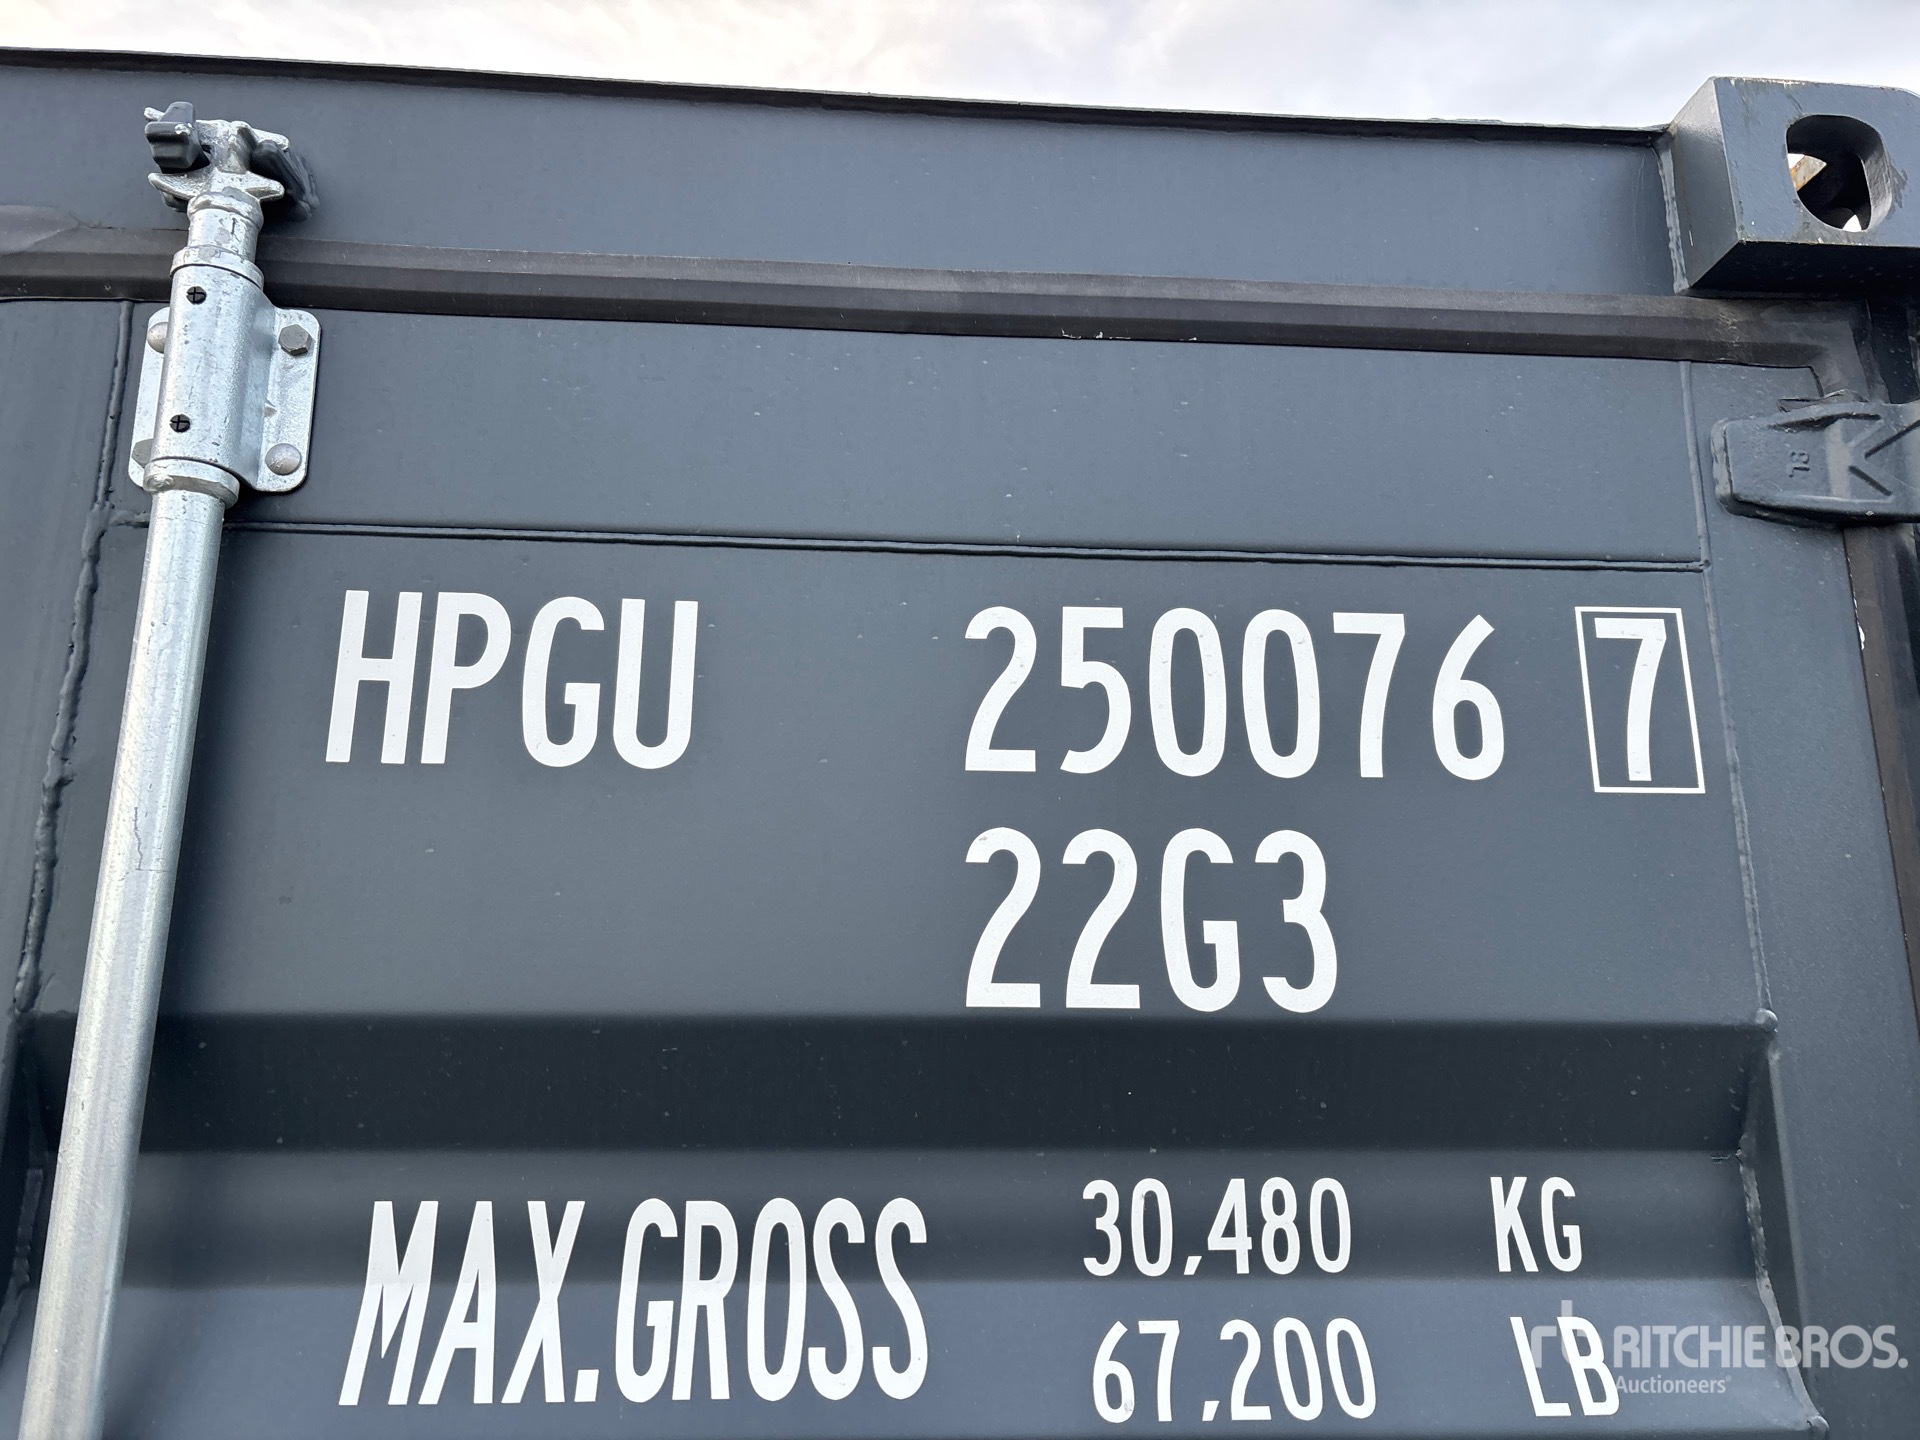 HPGU 250076 7
22G3
MAX.GROSS 30,480 KG
67,200 LB
RITCHIE BROS.
Auctioneers